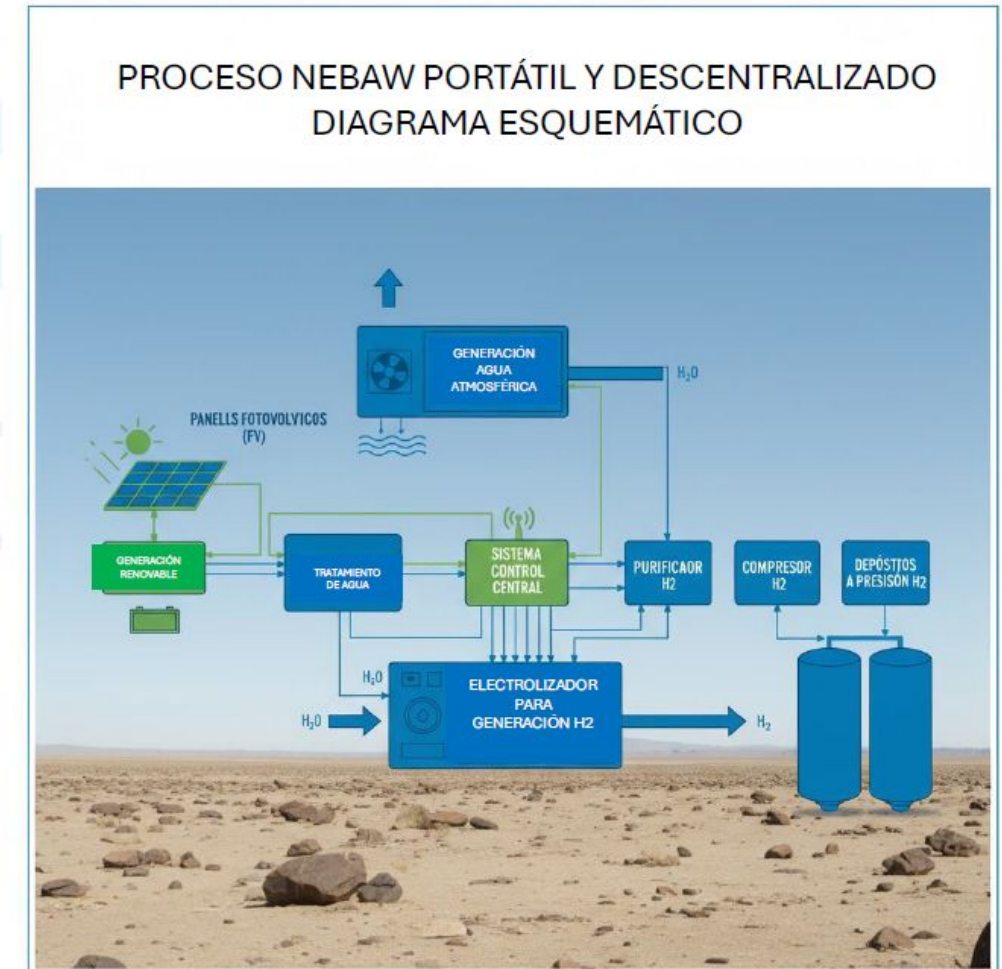 PROCESO NEBAW PORTÁTIL Y DESCENTRALIZADO
DIAGRAMA ESQUEMÁTICO
GENERACIÓN
AGUA
ATMOSFÉRICA
H₂O
PANELLS FOTOVOLVICOS
(FV)
GENERACIÓN
RENOVABLE
TRATAMIENTO
DE AGUA
SISTEMA
CONTROL
CENTRAL
PURIFICAOR
H2
COMPRESOR
H2
DEPÓSTIOS
A PRESISÓN H2
H₂O
H₂O
ELECTROLIZADOR
PARA
GENERACIÓN H2
H₂